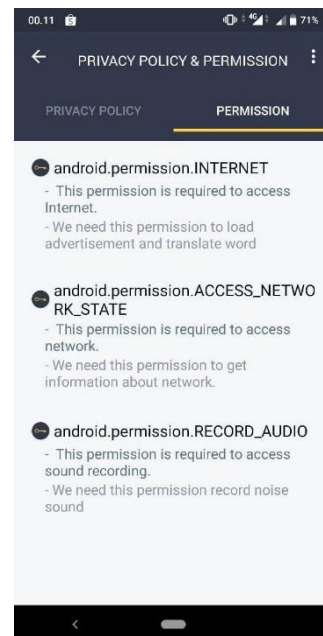 00.11 4G 71%
PRIVACY POLICY & PERMISSION
PRIVACY POLICY PERMISSION
android.permission.INTERNET
- This permission is required to access
Internet.
- We need this permission to load
advertisement and translate word
android.permission.ACCESS_NETWO
RK_STATE
- This permission is required to access
network.
- We need this permission to get
information about network.
android.permission.RECORD_AUDIO
- This permission is required to access
sound recording.
- We need this permission record noise
sound